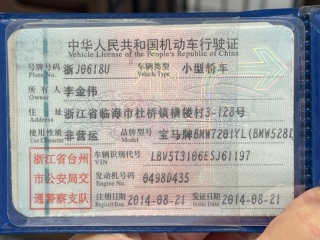 中华人民共和国机动车行驶证
Vehicle License of the People's Republic of China
号牌号码 浙J0618U 车辆类型 小型轿车
Plate No. Vehicle Type
所有人 李金伟
Owner
住址 浙江省临海市杜桥镇横楼村3-128号
Address
使用性质 非营运 品牌型号 宝马牌BMW7201YL(BMW528L
Use Character Model
浙江省台州
市公安局交
通警察支队
车辆识别代号 LBV5T3106ESJ61197
VIN
发动机号码 04980435
Engine No.
注册日期 2014-08-21 发证日期 2014-08-21
Register Date Issue Date